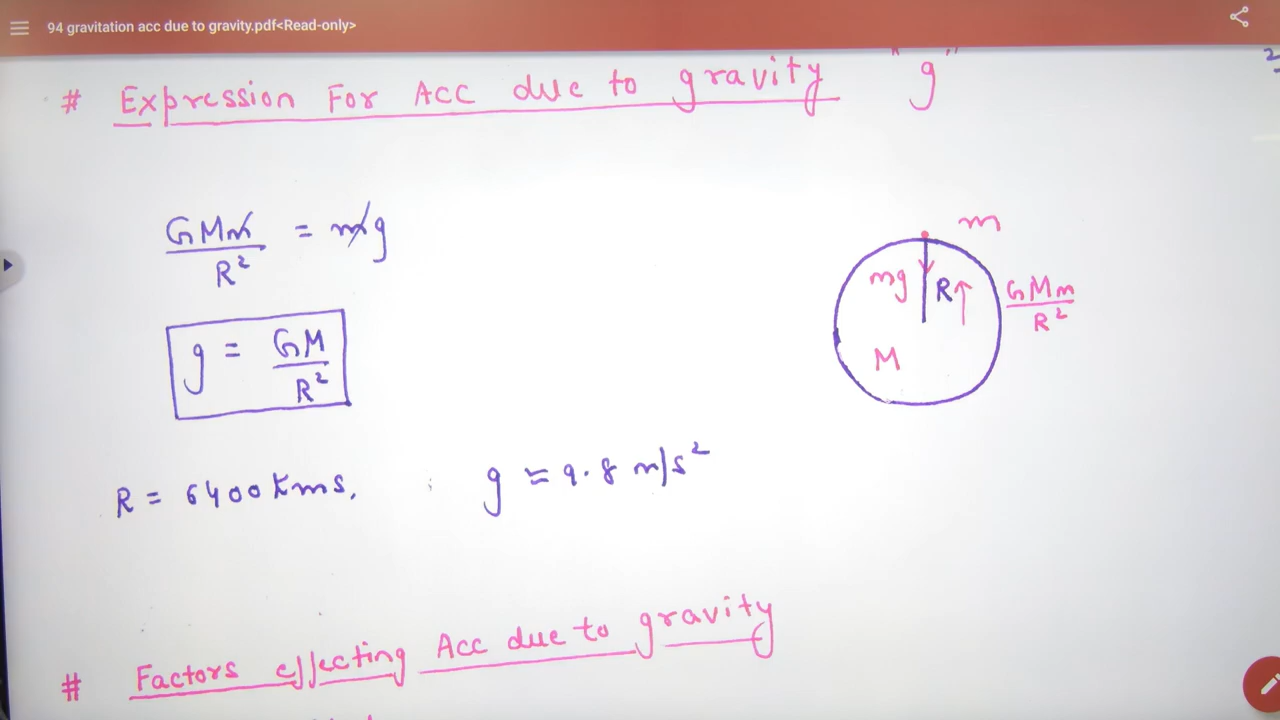 94 gravitation acc due to gravity.pdf<Read-only>
# Expression For Acc due to gravity "g"
GMm/R² = mg
g = GM/R²
m
mg R GMm/R²
M
R = 6400 Kms, g ≈ 9.8 m/s²
# Factors effecting Acc due to gravity